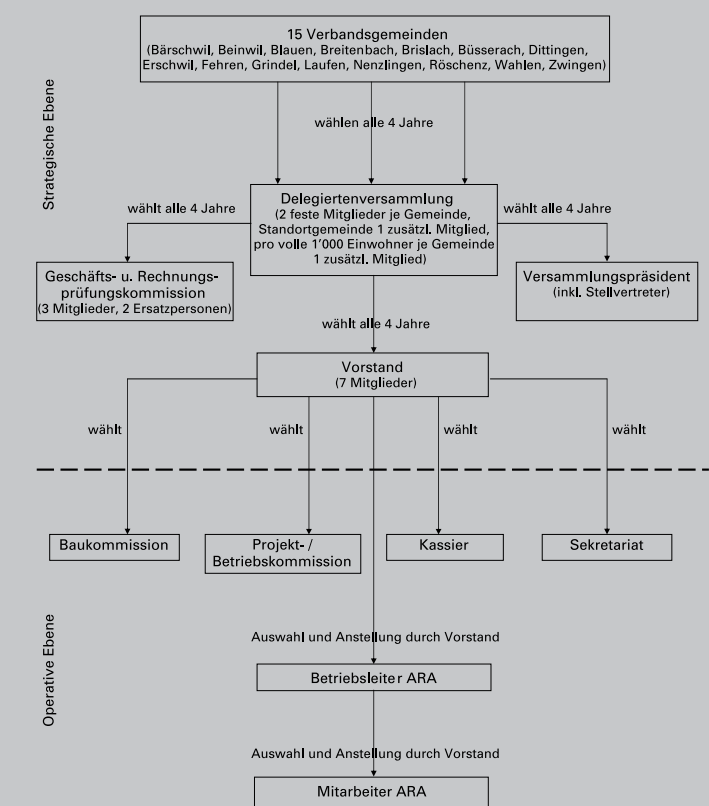 15 Verbandsgemeinden
(Bärschwil, Beinwil, Blauen, Breitenbach, Brislach, Büsserach, Dittingen,
Erschwil, Fehren, Grindel, Laufen, Nenzlingen, Röschenz, Wahlen, Zwingen)
Strategische Ebene
wählen alle 4 Jahre
Delegiertenversammlung
(2 feste Mitglieder je Gemeinde,
Standortgemeinde 1 zusätzl. Mitglied,
pro volle 1'000 Einwohner je Gemeinde
1 zusätzl. Mitglied)
wählt alle 4 Jahre
wählt alle 4 Jahre
Geschäfts- u. Rechnungs-
prüfungskommission
(3 Mitglieder, 2 Ersatzpersonen)
Versammlungspräsident
(inkl. Stellvertreter)
wählt alle 4 Jahre
Vorstand
(7 Mitglieder)
wählt
wählt
wählt
wählt
Baukommission
Projekt- /
Betriebskommission
Kassier
Sekretariat
Operative Ebene
Auswahl und Anstellung durch Vorstand
Betriebsleiter ARA
Auswahl und Anstellung durch Vorstand
Mitarbeiter ARA